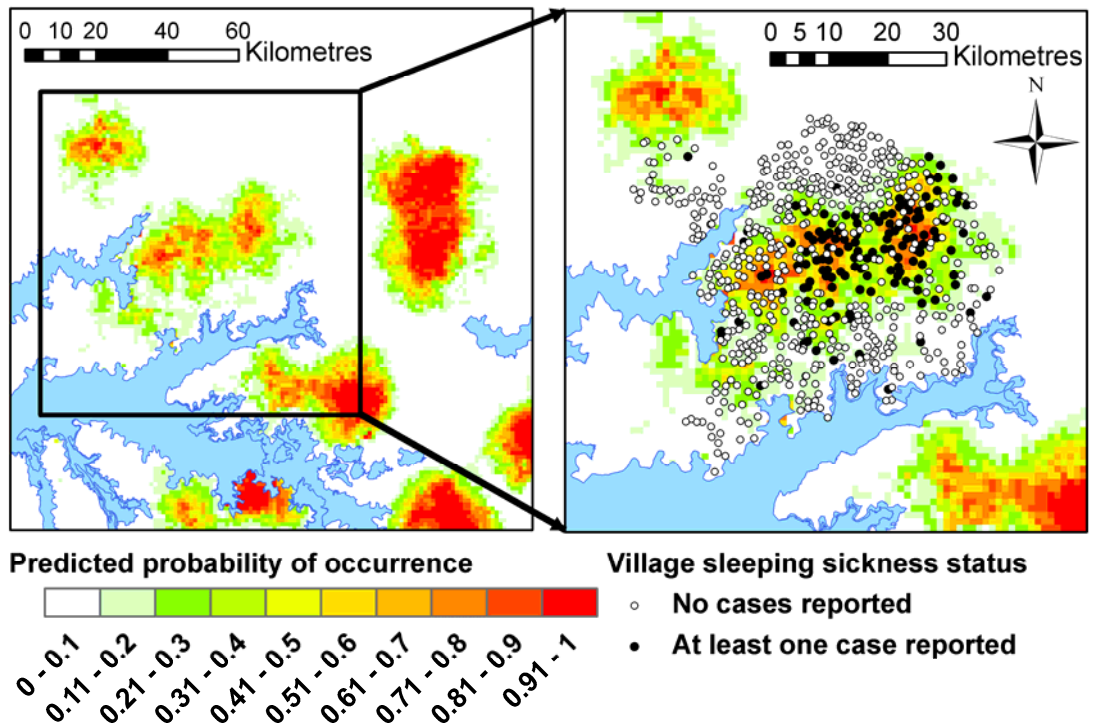 0 10 20 40 60
Kilometres
0 5 10 20 30
Kilometres
N
Predicted probability of occurrence
0 - 0.1
0.11 - 0.2
0.21 - 0.3
0.31 - 0.4
0.41 - 0.5
0.51 - 0.6
0.61 - 0.7
0.71 - 0.8
0.81 - 0.9
0.91 - 1
Village sleeping sickness status
No cases reported
At least one case reported